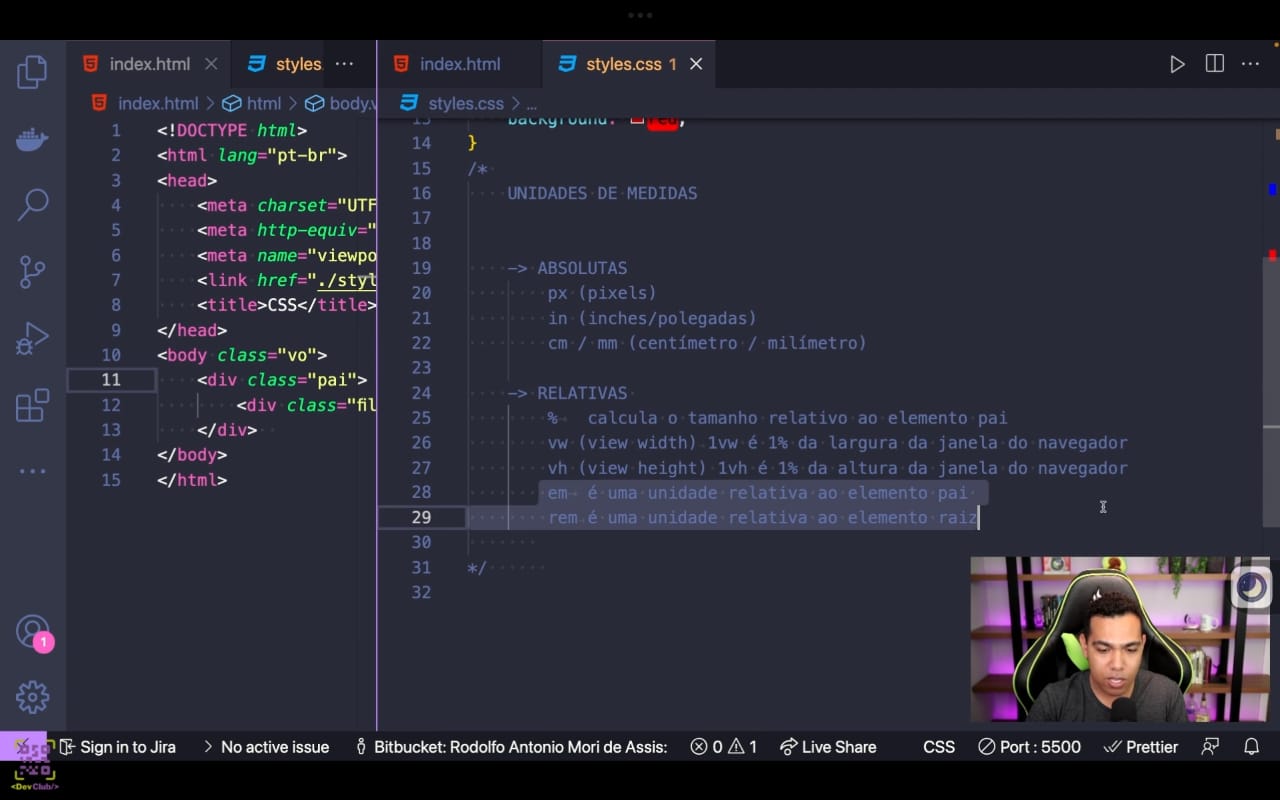 index.html
styles.
index.html
styles.css 1
index.html > html > body.v
styles.css > ...
1 <!DOCTYPE html>
2 <html lang="pt-br">
3 <head>
4 <meta charset="UTF
5 <meta http-equiv="
6 <meta name="viewpo
7 <link href="./styl
8 <title>CSS</title>
9 </head>
10 <body class="vo">
11 <div class="pai">
12 <div class="fil
13 </div>
14 </body>
15 </html>
13 background: red;
14 }
15 /*
16 UNIDADES DE MEDIDAS
17
18
19 -> ABSOLUTAS
20 px (pixels)
21 in (inches/polegadas)
22 cm / mm (centímetro / milímetro)
23
24 -> RELATIVAS
25 % calcula o tamanho relativo ao elemento pai
26 vw (view width) 1vw é 1% da largura da janela do navegador
27 vh (view height) 1vh é 1% da altura da janela do navegador
28 em é uma unidade relativa ao elemento pai
29 rem é uma unidade relativa ao elemento raiz
30
31 */
32
1
Sign in to Jira > No active issue Bitbucket: Rodolfo Antonio Mori de Assis: 0 1 Live Share CSS Port : 5500 Prettier
<DevClub/>